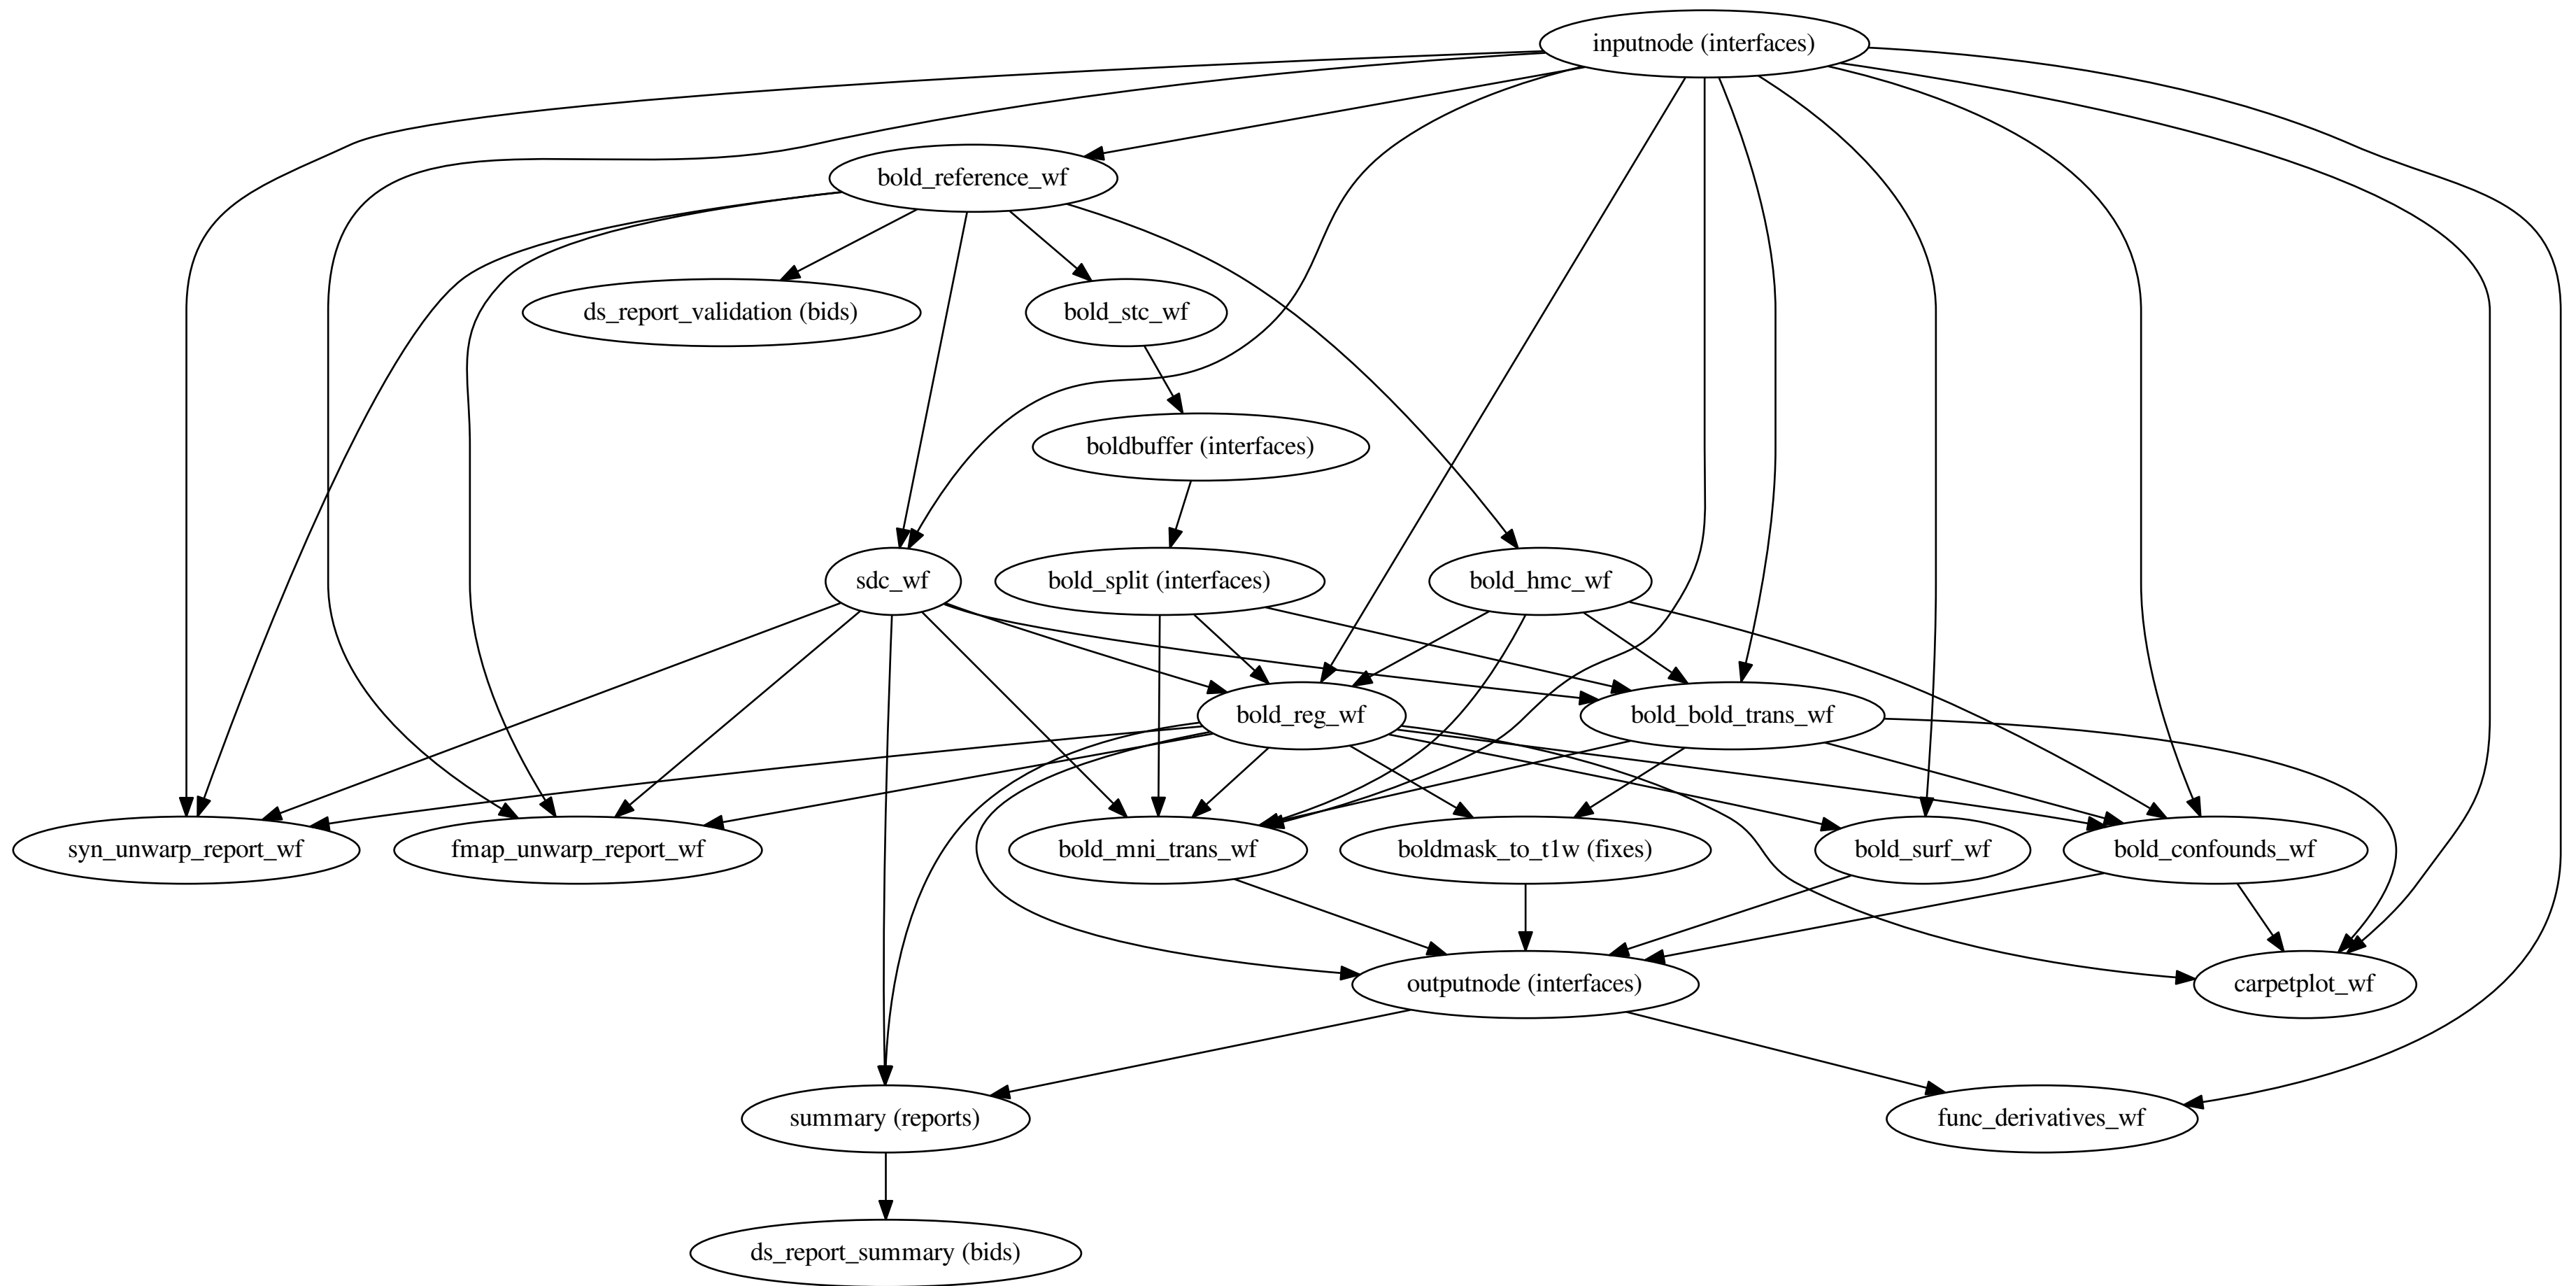 inputnode (interfaces)
bold_reference_wf
ds_report_validation (bids)
bold_stc_wf
boldbuffer (interfaces)
sdc_wf
bold_split (interfaces)
bold_hmc_wf
bold_reg_wf
bold_bold_trans_wf
syn_unwarp_report_wf
fmap_unwarp_report_wf
bold_mni_trans_wf
boldmask_to_t1w (fixes)
bold_surf_wf
bold_confounds_wf
outputnode (interfaces)
carpetplot_wf
summary (reports)
func_derivatives_wf
ds_report_summary (bids)